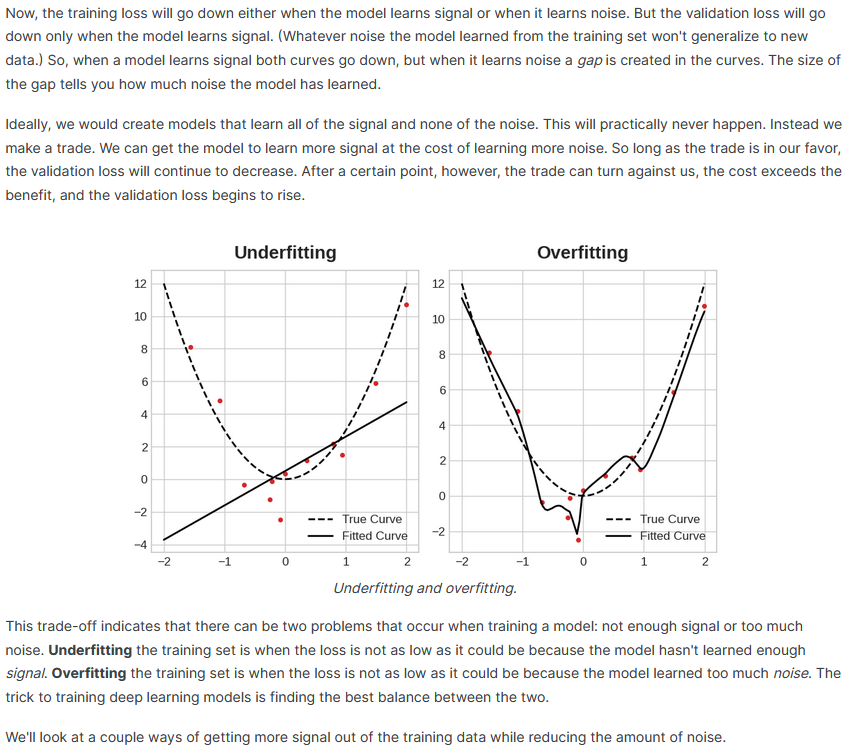 Now, the training loss will go down either when the model learns signal or when it learns noise. But the validation loss will go
down only when the model learns signal. (Whatever noise the model learned from the training set won't generalize to new
data.) So, when a model learns signal both curves go down, but when it learns noise a gap is created in the curves. The size of
the gap tells you how much noise the model has learned.
Ideally, we would create models that learn all of the signal and none of the noise. This will practically never happen. Instead we
make a trade. We can get the model to learn more signal at the cost of learning more noise. So long as the trade is in our favor,
the validation loss will continue to decrease. After a certain point, however, the trade can turn against us, the cost exceeds the
benefit, and the validation loss begins to rise.
Underfitting
12
10
8
6
4
2
0
−2
−4
−2 −1 0 1 2
True Curve
Fitted Curve
Overfitting
12
10
8
6
4
2
0
−2
−2 −1 0 1 2
True Curve
Fitted Curve
Underfitting and overfitting.
This trade-off indicates that there can be two problems that occur when training a model: not enough signal or too much
noise. Underfitting the training set is when the loss is not as low as it could be because the model hasn't learned enough
signal. Overfitting the training set is when the loss is not as low as it could be because the model learned too much noise. The
trick to training deep learning models is finding the best balance between the two.
We'll look at a couple ways of getting more signal out of the training data while reducing the amount of noise.